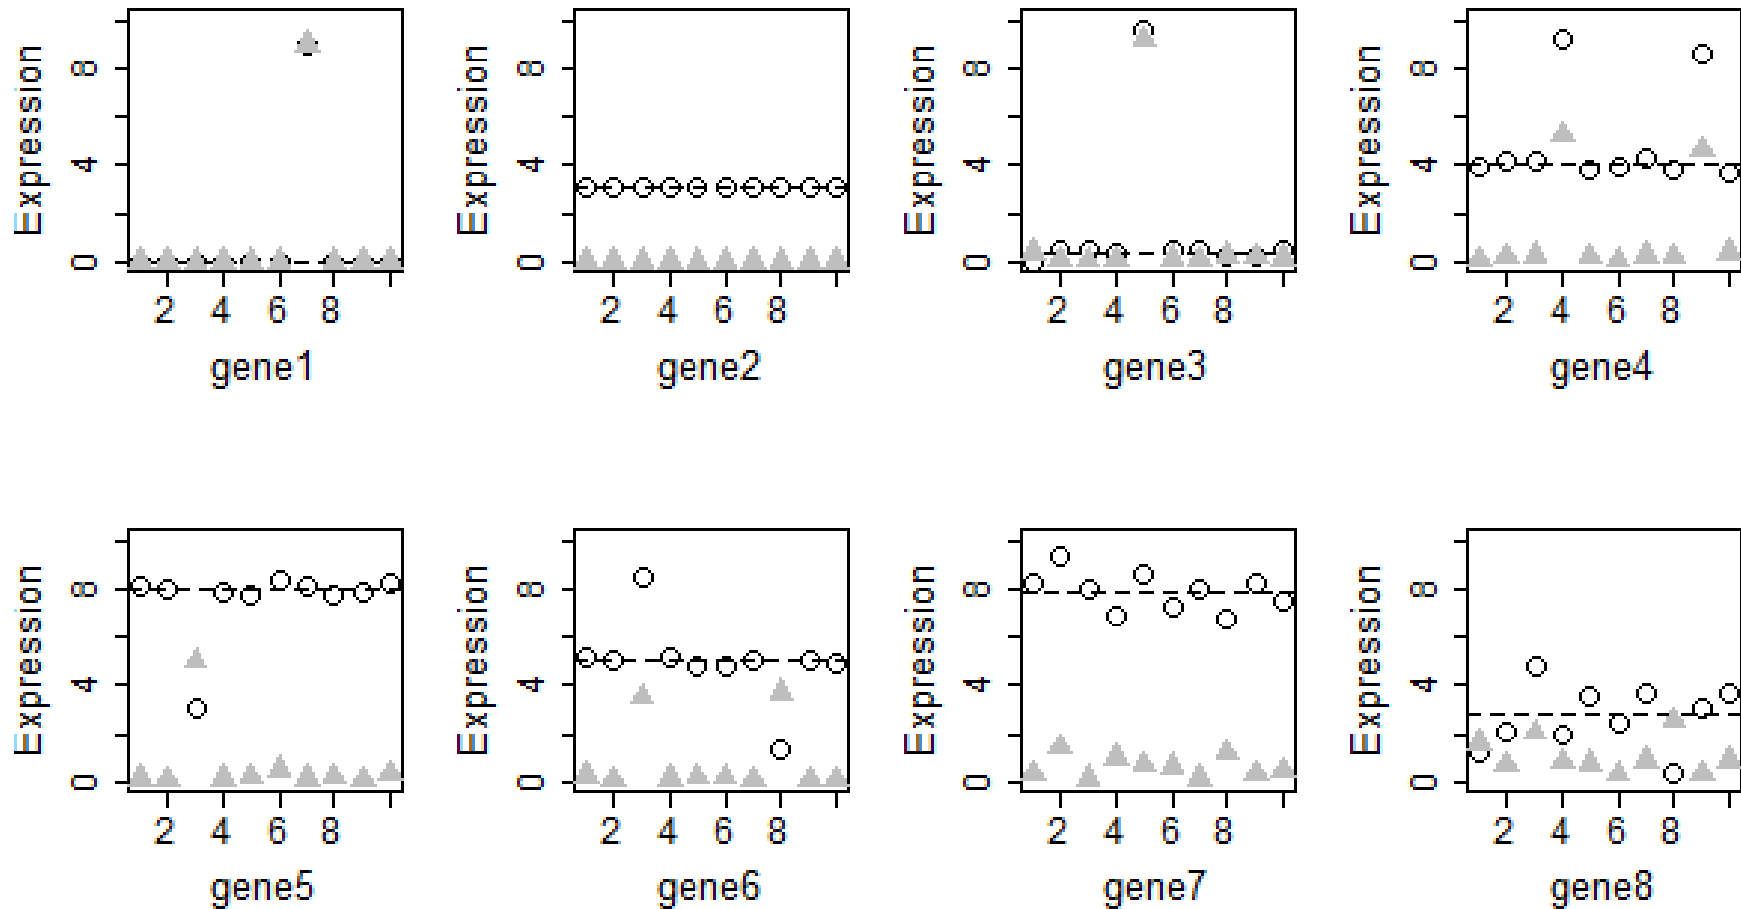 Expression 0 4 8 2 4 6 8 gene1
Expression 0 4 8 2 4 6 8 gene2
Expression 0 4 8 2 4 6 8 gene3
Expression 0 4 8 2 4 6 8 gene4
Expression 0 4 8 2 4 6 8 gene5
Expression 0 4 8 2 4 6 8 gene6
Expression 0 4 8 2 4 6 8 gene7
Expression 0 4 8 2 4 6 8 gene8